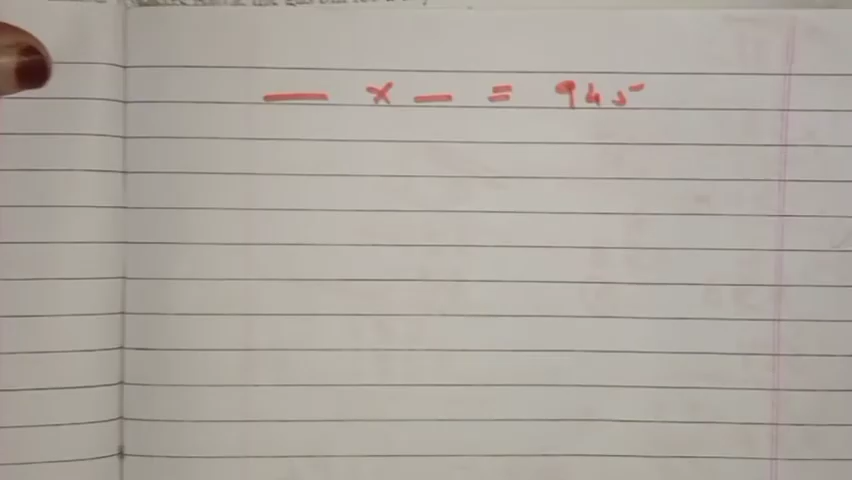 __ × __ = 945